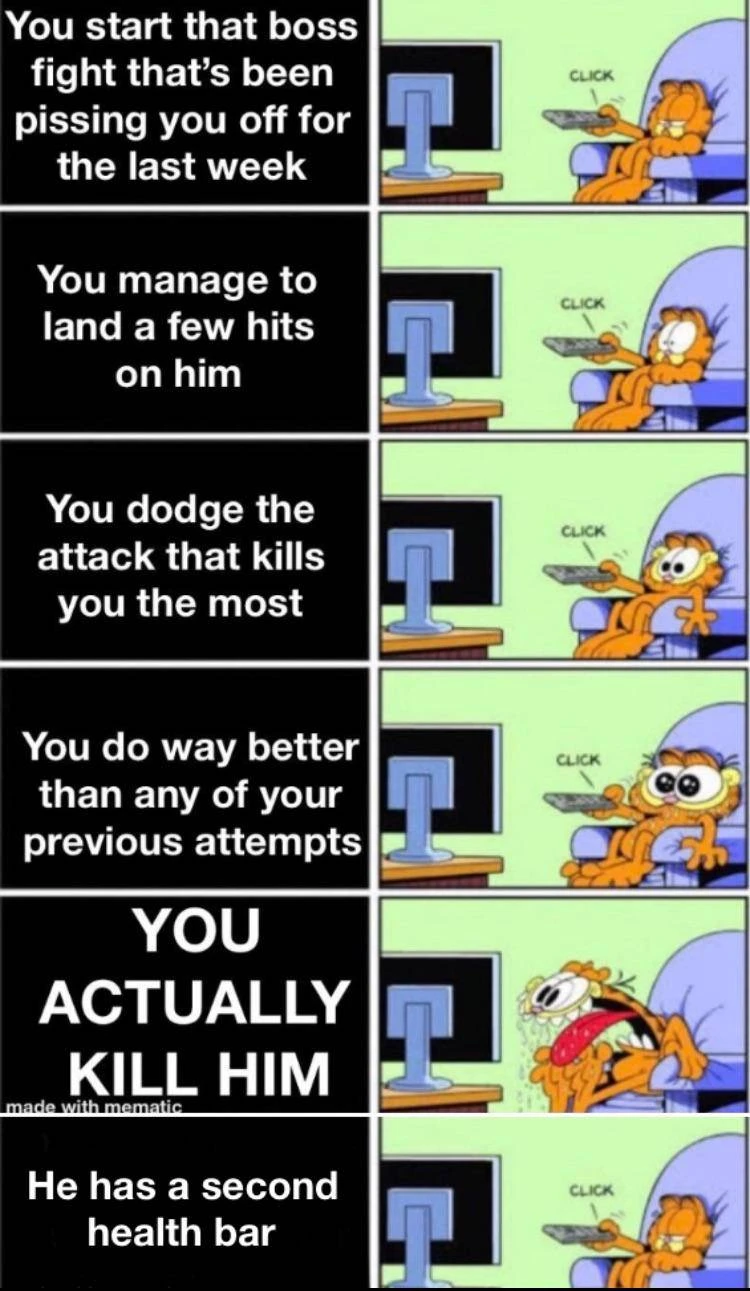 You start that boss
fight that’s been
pissing you off for
the last week
CLICK
You manage to
land a few hits
on him
CLICK
You dodge the
attack that kills
you the most
CLICK
You do way better
than any of your
previous attempts
CLICK
YOU
ACTUALLY
KILL HIM
made with mematic
He has a second
health bar
CLICK